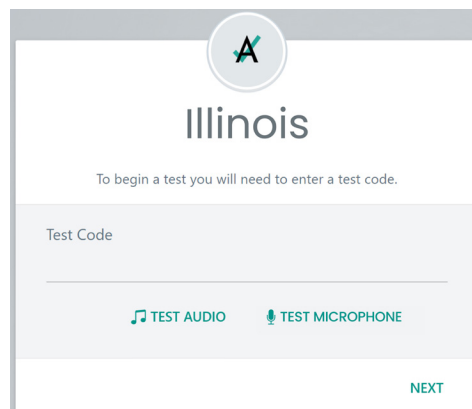 Illinois
To begin a test you will need to enter a test code.
Test Code
TEST AUDIO TEST MICROPHONE
NEXT